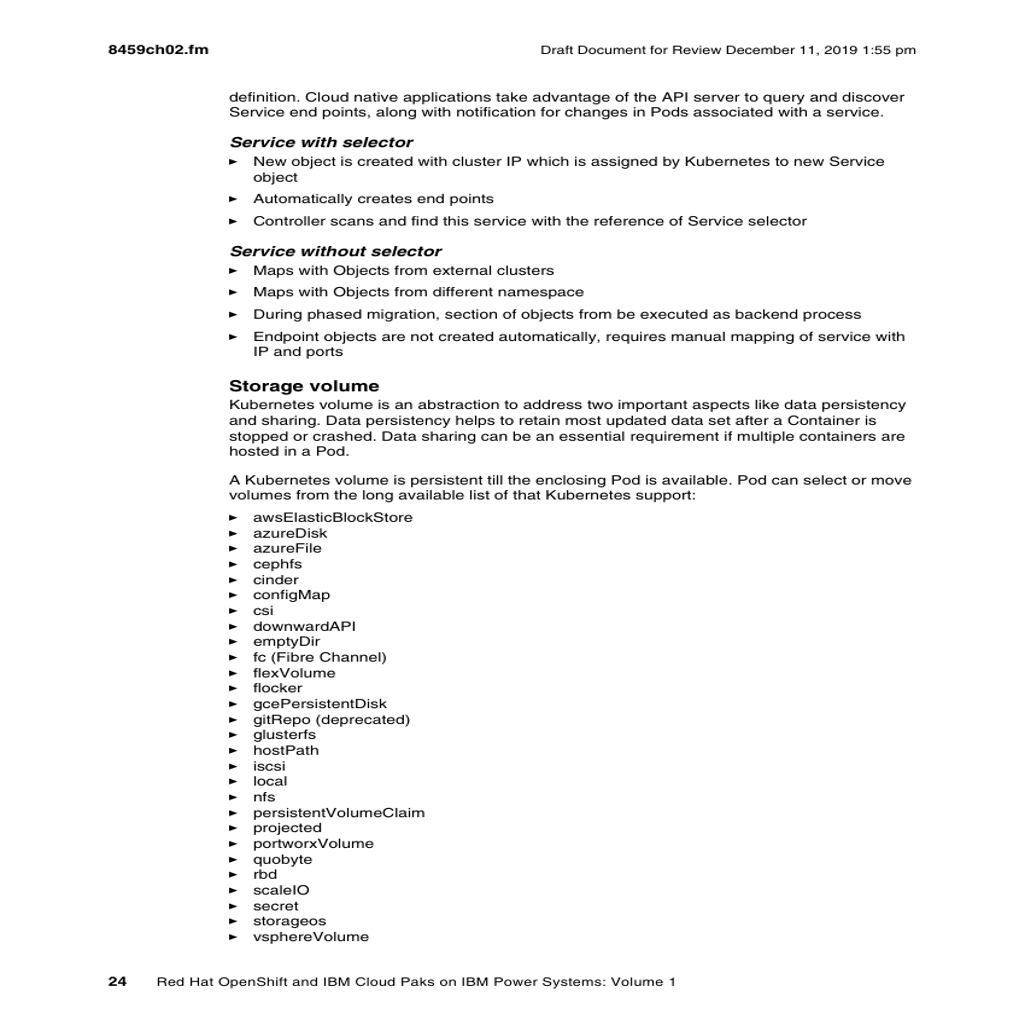 8459ch02.fm
Draft Document for Review December 11, 2019 1:55 pm
definition. Cloud native applications take advantage of the API server to query and discover
Service end points, along with notification for changes in Pods associated with a service.
Service with selector
► New object is created with cluster IP which is assigned by Kubernetes to new Service
object
► Automatically creates end points
► Controller scans and find this service with the reference of Service selector
Service without selector
► Maps with Objects from external clusters
► Maps with Objects from different namespace
► During phased migration, section of objects from be executed as backend process
► Endpoint objects are not created automatically, requires manual mapping of service with
IP and ports
Storage volume
Kubernetes volume is an abstraction to address two important aspects like data persistency
and sharing. Data persistency helps to retain most updated data set after a Container is
stopped or crashed. Data sharing can be an essential requirement if multiple containers are
hosted in a Pod.
A Kubernetes volume is persistent till the enclosing Pod is available. Pod can select or move
volumes from the long available list of that Kubernetes support:
► awsElasticBlockStore
► azureDisk
► azureFile
► cephfs
► cinder
► configMap
► csi
► downwardAPI
► emptyDir
► fc (Fibre Channel)
► flexVolume
► flocker
► gcePersistentDisk
► gitRepo (deprecated)
► glusterfs
► hostPath
► iscsi
► local
► nfs
► persistentVolumeClaim
► projected
► portworxVolume
► quobyte
► rbd
► scaleIO
► secret
► storageos
► vsphereVolume
24 Red Hat OpenShift and IBM Cloud Paks on IBM Power Systems: Volume 1